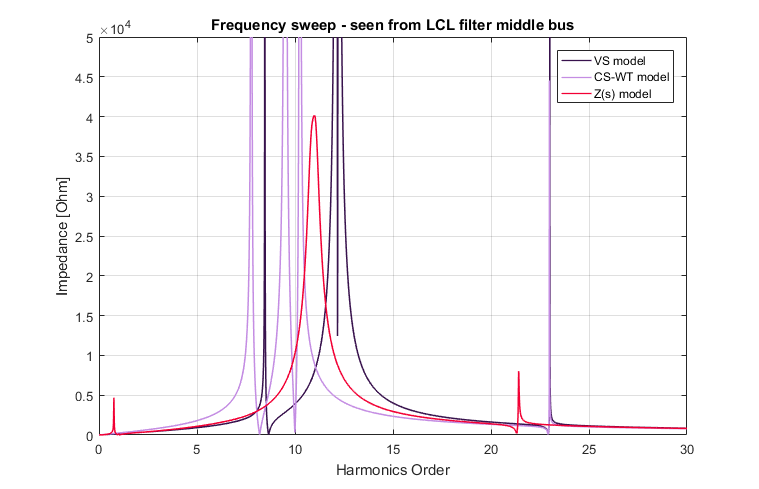 Frequency sweep - seen from LCL filter middle bus
×10⁴
5
4.5
4
3.5
3
2.5
2
1.5
1
0.5
0
Impedance [Ohm]
VS model
CS-WT model
Z(s) model
0 5 10 15 20 25 30
Harmonics Order